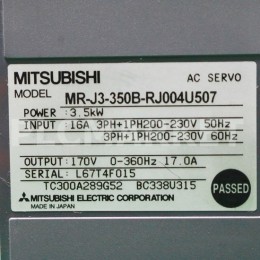 MITSUBISHI AC SERVO
MODEL MR-J3-350B-RJ004U507
POWER : 3.5kW
INPUT : 16A 3PH+1PH200-230V 50Hz
3PH+1PH200-230V 60Hz
OUTPUT: 170V 0-360Hz 17.0A
SERIAL: L67T4F015
TC300A289G52 BC338U315
PASSED
MITSUBISHI ELECTRIC CORPORATION
MADE IN JAPAN